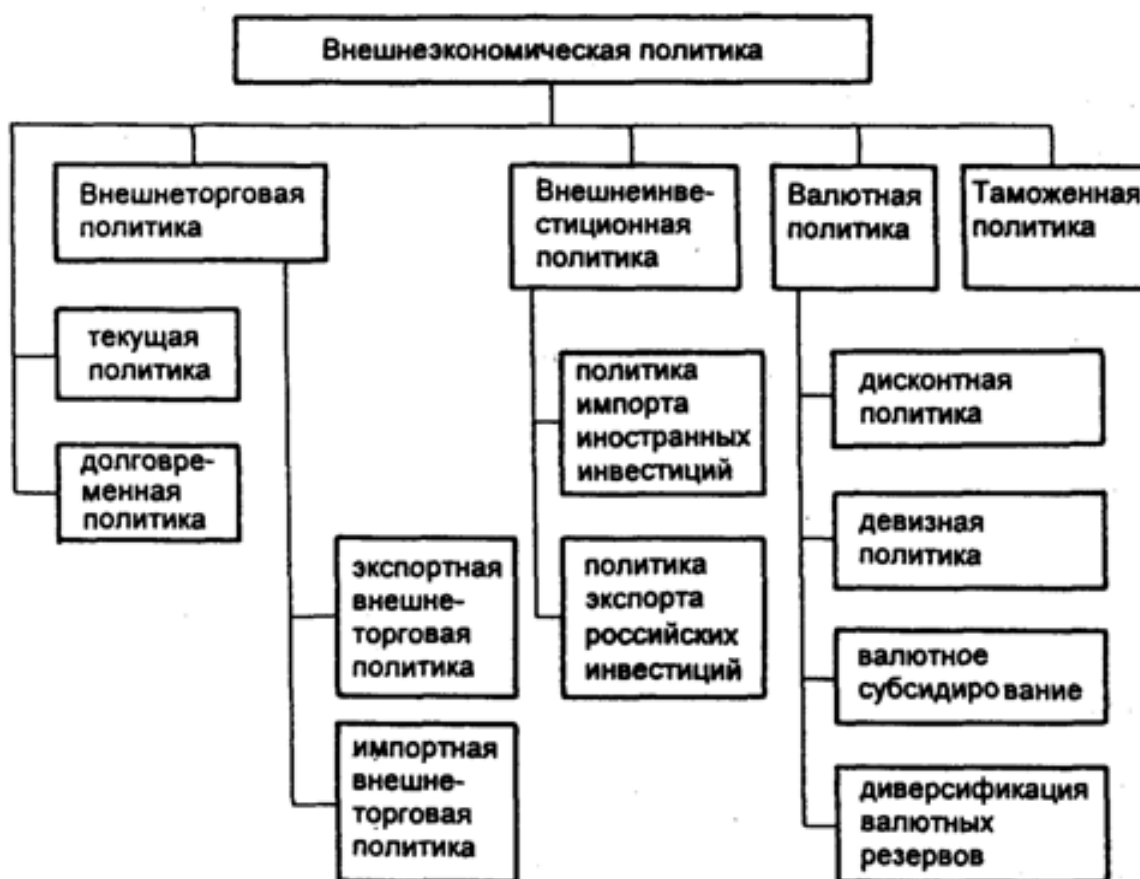 Внешнеэкономическая политика
Внешнеторговая
политика
Внешнеинве-
стиционная
политика
Валютная
политика
Таможенная
политика
текущая
политика
долговре-
менная
политика
экспортная
внешне-
торговая
политика
импортная
внешне-
торговая
политика
политика
импорта
иностранных
инвестиций
политика
экспорта
российских
инвестиций
дисконтная
политика
девизная
политика
валютное
субсидиро вание
диверсификация
валютных
резервов